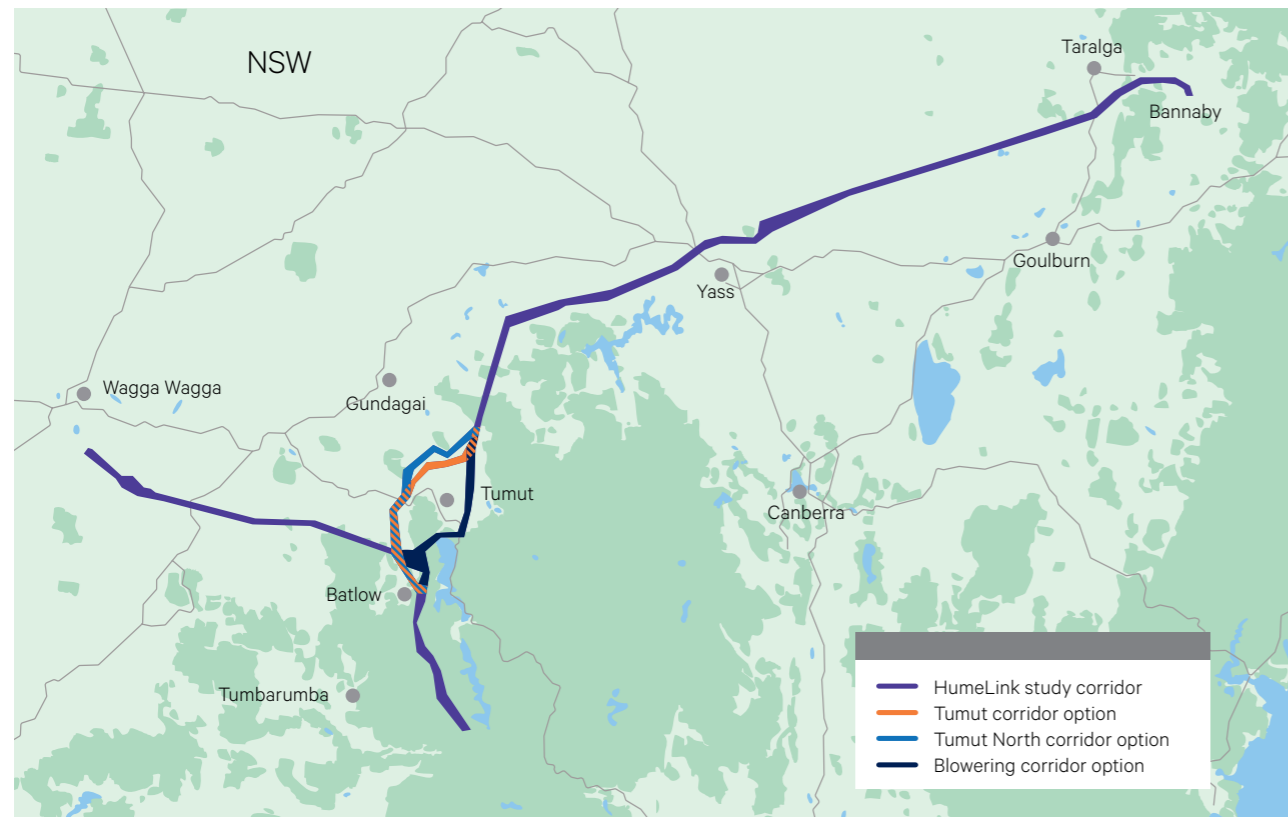 NSW
Taralga
Bannaby
Goulburn
Yass
Wagga Wagga
Gundagai
Tumut
Canberra
Batlow
Tumbarumba
HumeLink study corridor
Tumut corridor option
Tumut North corridor option
Blowering corridor option